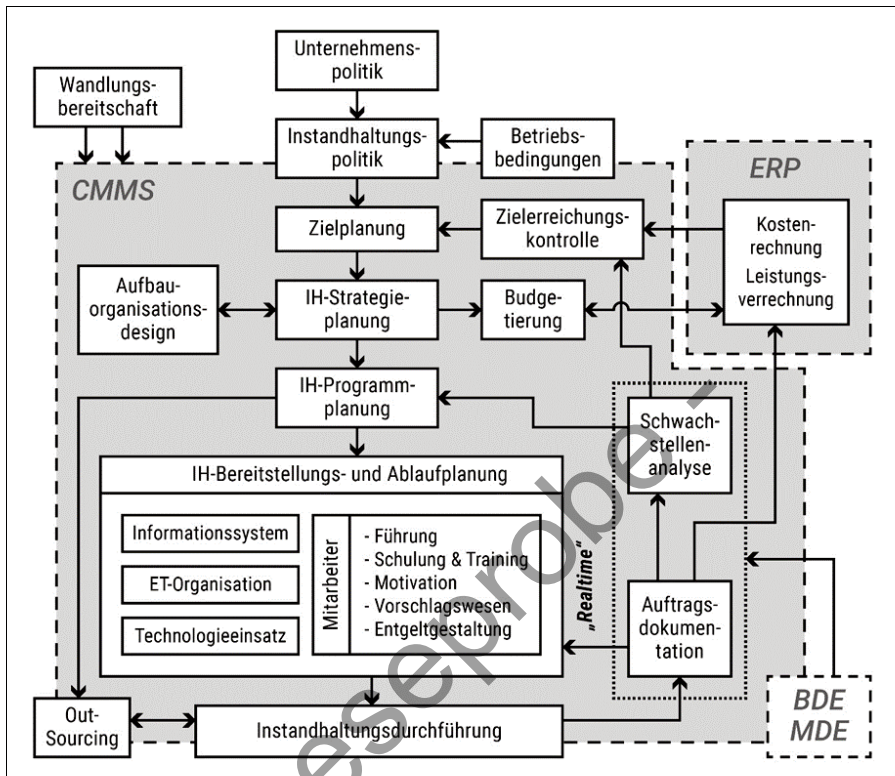 Unternehmens-
politik
Wandlungs-
bereitschaft
Instandhaltungs-
politik
Betriebs-
bedingungen
CMMS
ERP
Zielplanung
Zielerreichungs-
kontrolle
Kosten-
rechnung
Leistungs-
verrechnung
Aufbau-
organisations-
design
IH-Strategie-
planung
Budge-
tierung
IH-Programm-
planung
Schwach-
stellen-
analyse
IH-Bereitstellungs- und Ablaufplanung
Informationssystem
ET-Organisation
Technologieeinsatz
Mitarbeiter
- Führung
- Schulung & Training
- Motivation
- Vorschlagswesen
- Entgeltgestaltung
„Realtime“
Auftrags-
dokumen-
tation
BDE
MDE
Out-
Sourcing
Instandhaltungsdurchführung
eseprobe -